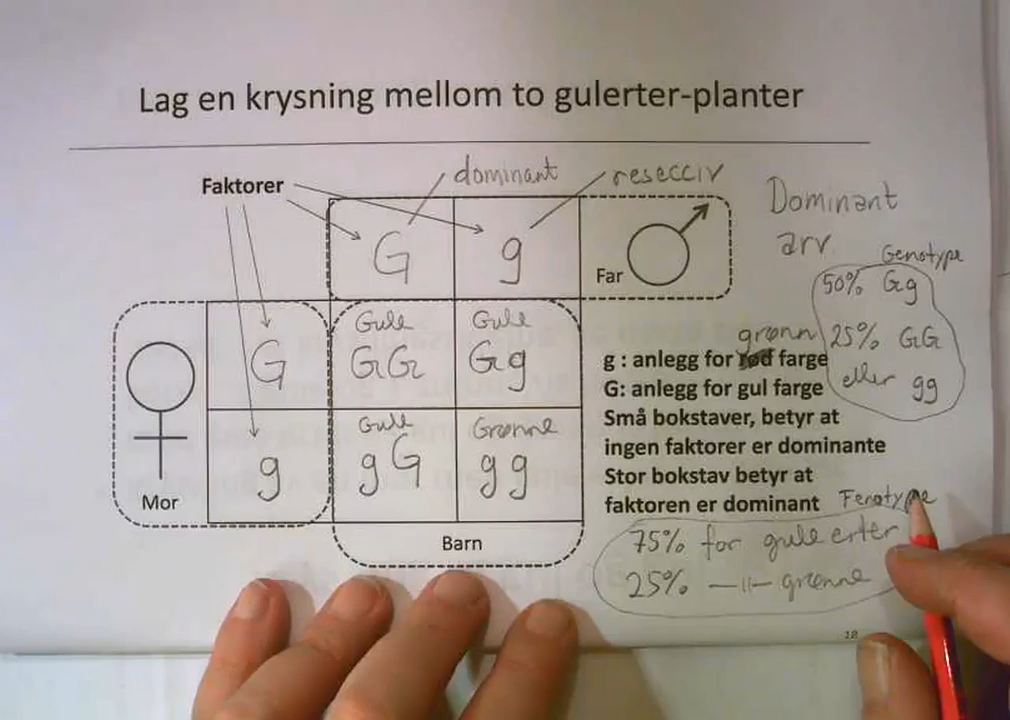 Lag en krysning mellom to gulerter-planter
Faktorer
dominant
resecciv
G
g
Far
Dominant
arv
Genotype
50% Gg
25% GG
eller gg
Gule
GG
Gule
Gg
G
grønn
g : anlegg for rød farge
G: anlegg for gul farge
Små bokstaver, betyr at
ingen faktorer er dominante
Stor bokstav betyr at
faktoren er dominant
Gule
gG
Grønne
gg
g
Mor
Barn
Fenotype
75% for gule erter
25% —11— grønne
18